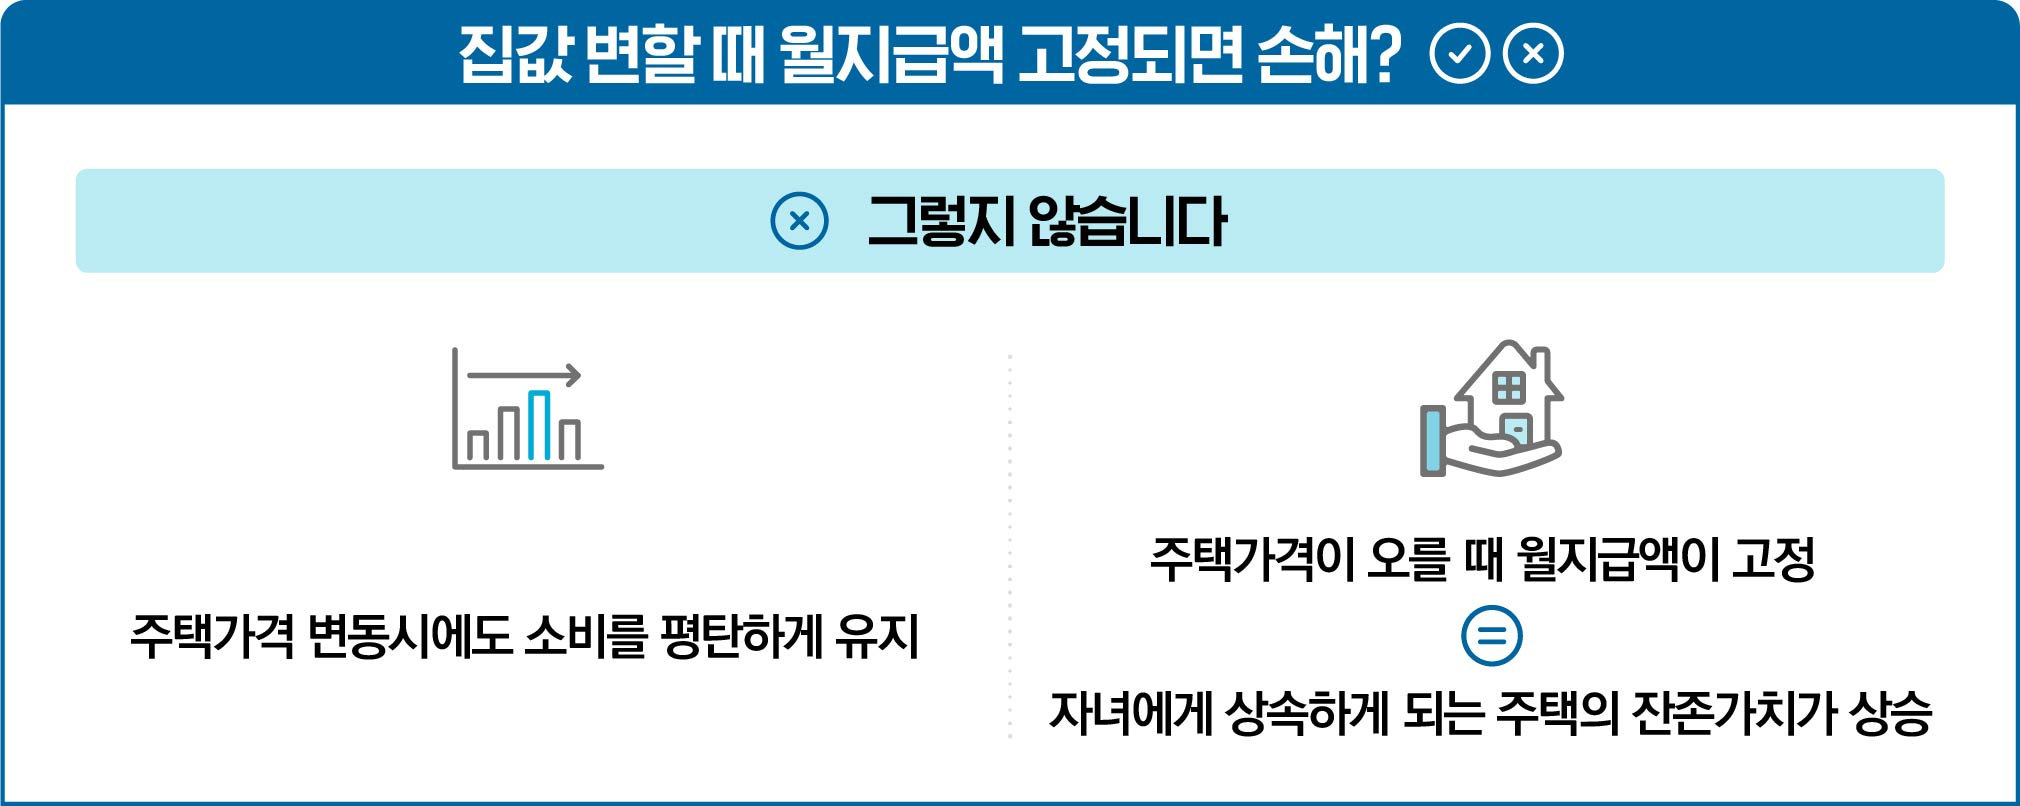 집값 변할 때 월지급액 고정되면 손해?
그렇지 않습니다
주택가격 변동시에도 소비를 평탄하게 유지
주택가격이 오를 때 월지급액이 고정
=
자녀에게 상속하게 되는 주택의 잔존가치가 상승